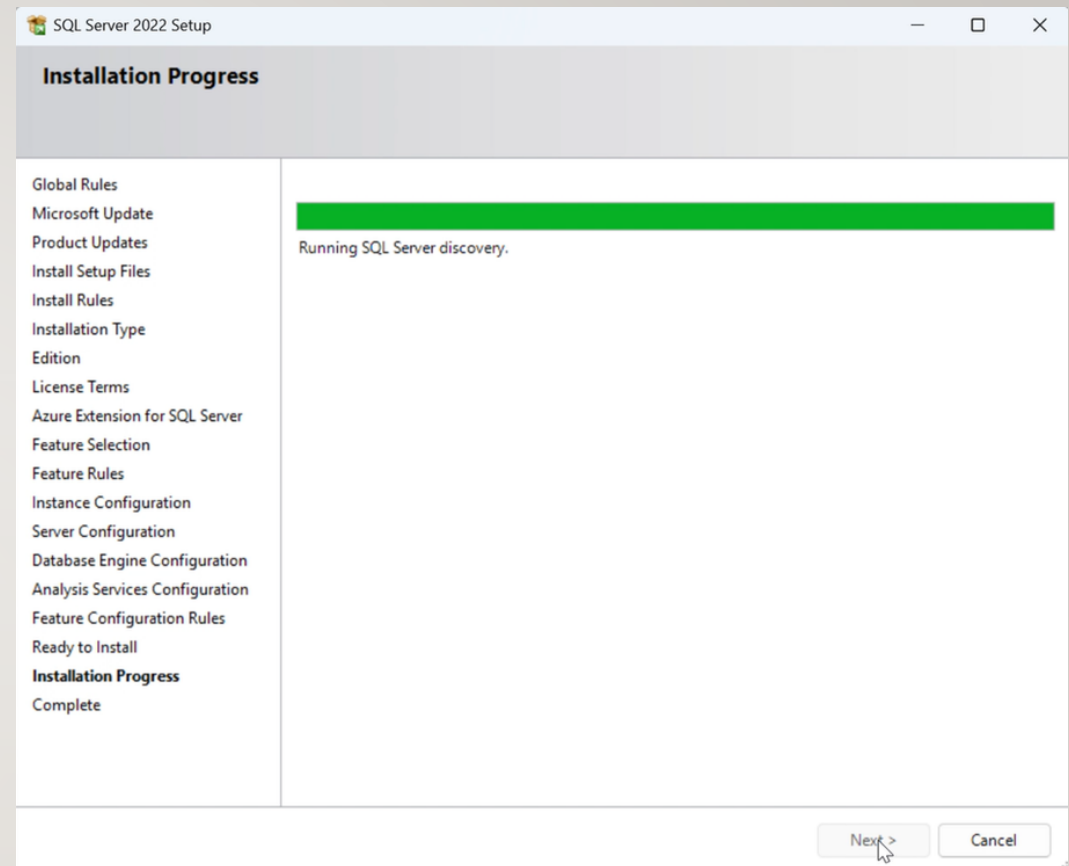 SQL Server 2022 Setup
Installation Progress
Global Rules
Microsoft Update
Product Updates
Install Setup Files
Install Rules
Installation Type
Edition
License Terms
Azure Extension for SQL Server
Feature Selection
Feature Rules
Instance Configuration
Server Configuration
Database Engine Configuration
Analysis Services Configuration
Feature Configuration Rules
Ready to Install
Installation Progress
Complete
Running SQL Server discovery.
Next >
Cancel